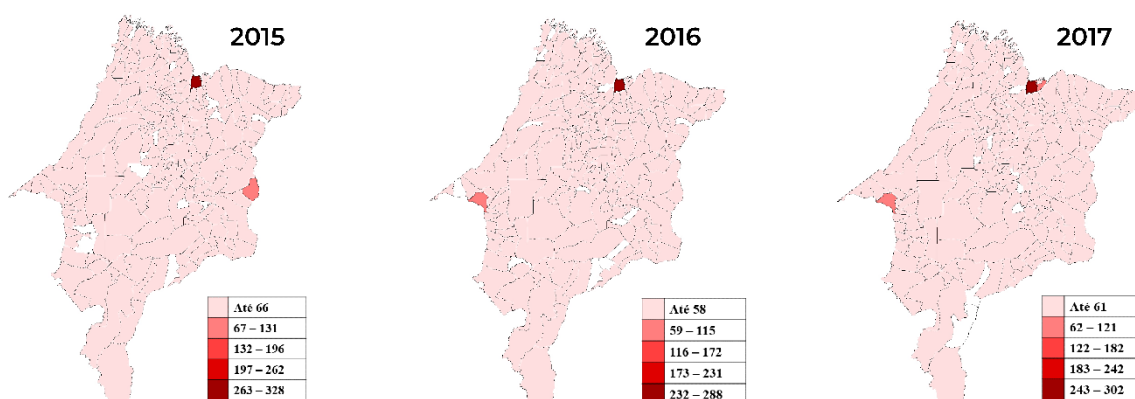 2015
Até 66
67 – 131
132 – 196
197 – 262
263 – 328
2016
Até 58
59 – 115
116 – 172
173 – 231
232 – 288
2017
Até 61
62 – 121
122 – 182
183 – 242
243 – 302